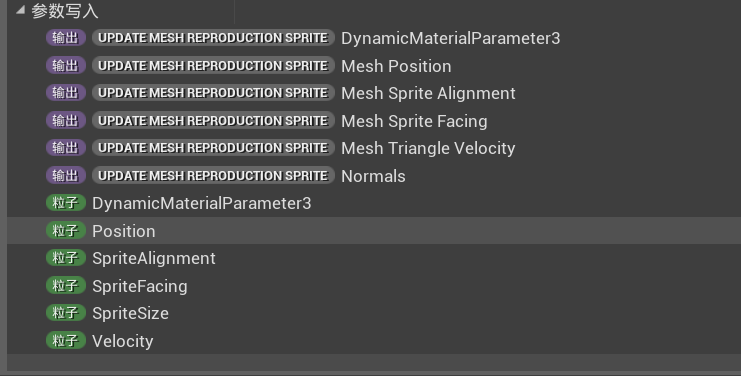 参数写入
输出 UPDATE MESH REPRODUCTION SPRITE DynamicMaterialParameter3
输出 UPDATE MESH REPRODUCTION SPRITE Mesh Position
输出 UPDATE MESH REPRODUCTION SPRITE Mesh Sprite Alignment
输出 UPDATE MESH REPRODUCTION SPRITE Mesh Sprite Facing
输出 UPDATE MESH REPRODUCTION SPRITE Mesh Triangle Velocity
输出 UPDATE MESH REPRODUCTION SPRITE Normals
粒子 DynamicMaterialParameter3
粒子 Position
粒子 SpriteAlignment
粒子 SpriteFacing
粒子 SpriteSize
粒子 Velocity